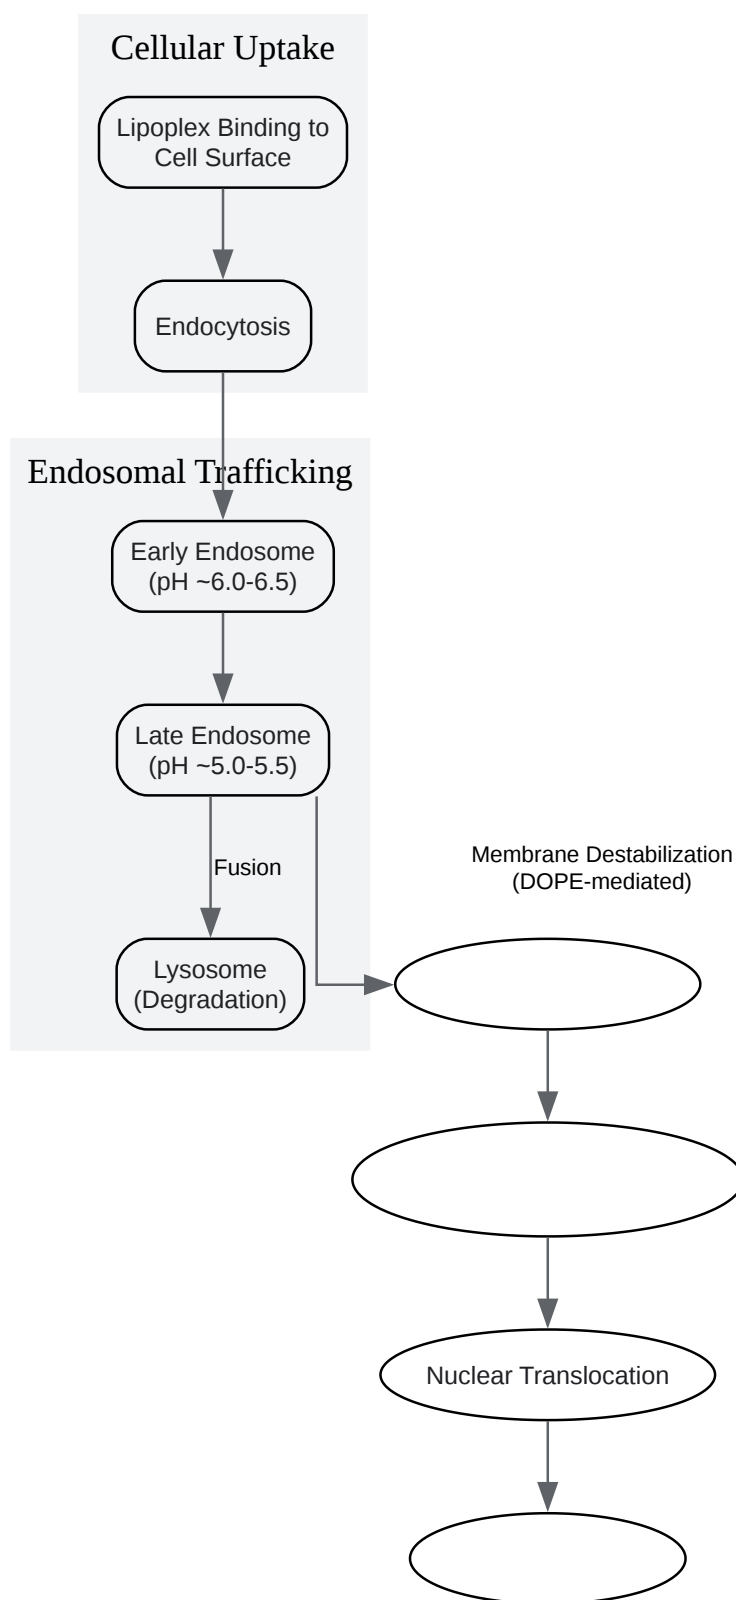 Cellular Uptake
Lipoplex Binding to
Cell Surface
Endocytosis
Endosomal Trafficking
Early Endosome
(pH ~6.0-6.5)
Late Endosome
(pH ~5.0-5.5)
Fusion
Membrane Destabilization
(DOPE-mediated)
Lysosome
(Degradation)
Nuclear Translocation